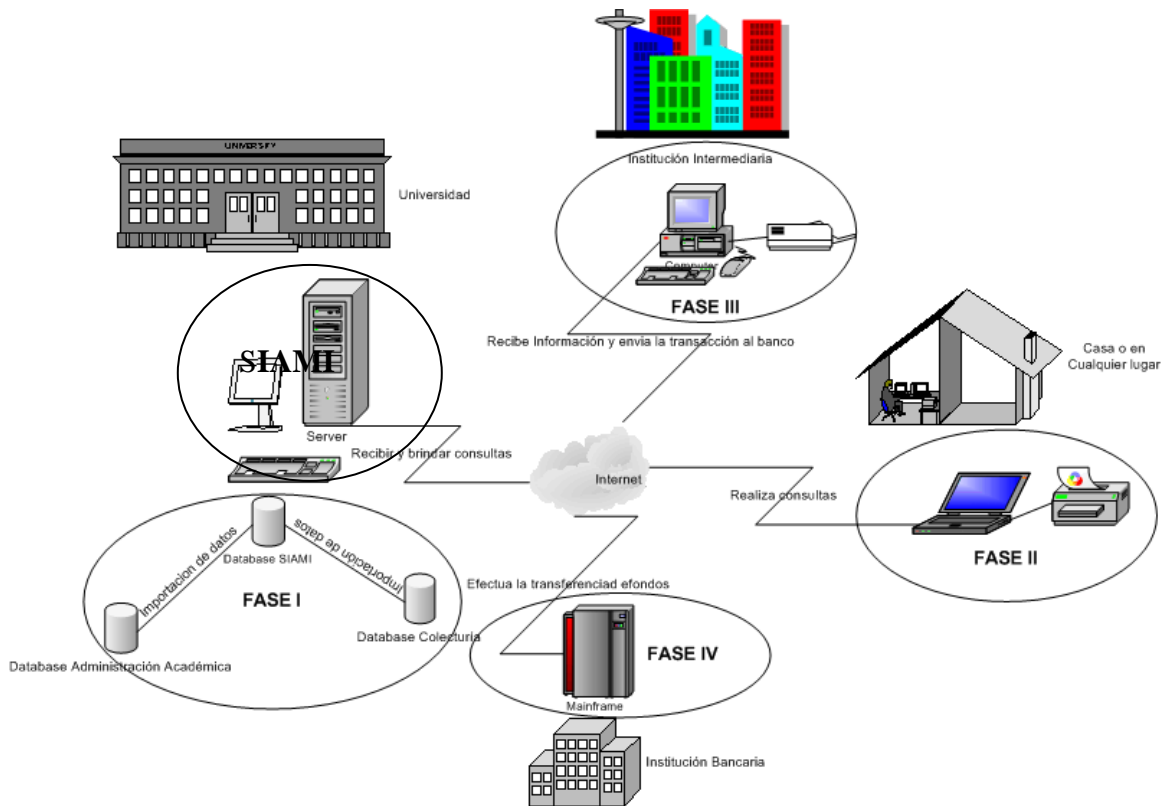 UNIVERSITY
Universidad
Institución Intermediaria
Computer
FASE III
Recibe Información y envia la transacción al banco
Casa o en
Cualquier lugar
SIAMI
Server
Recibir y brindar consultas
Internet
Realiza consultas
FASE II
Importacion de datos
Importación de datos
Database SIAMI
FASE I
Database Colecturia
Database Administración Académica
Efectua la transferenciad efondos
FASE IV
Mainframe
Institución Bancaria